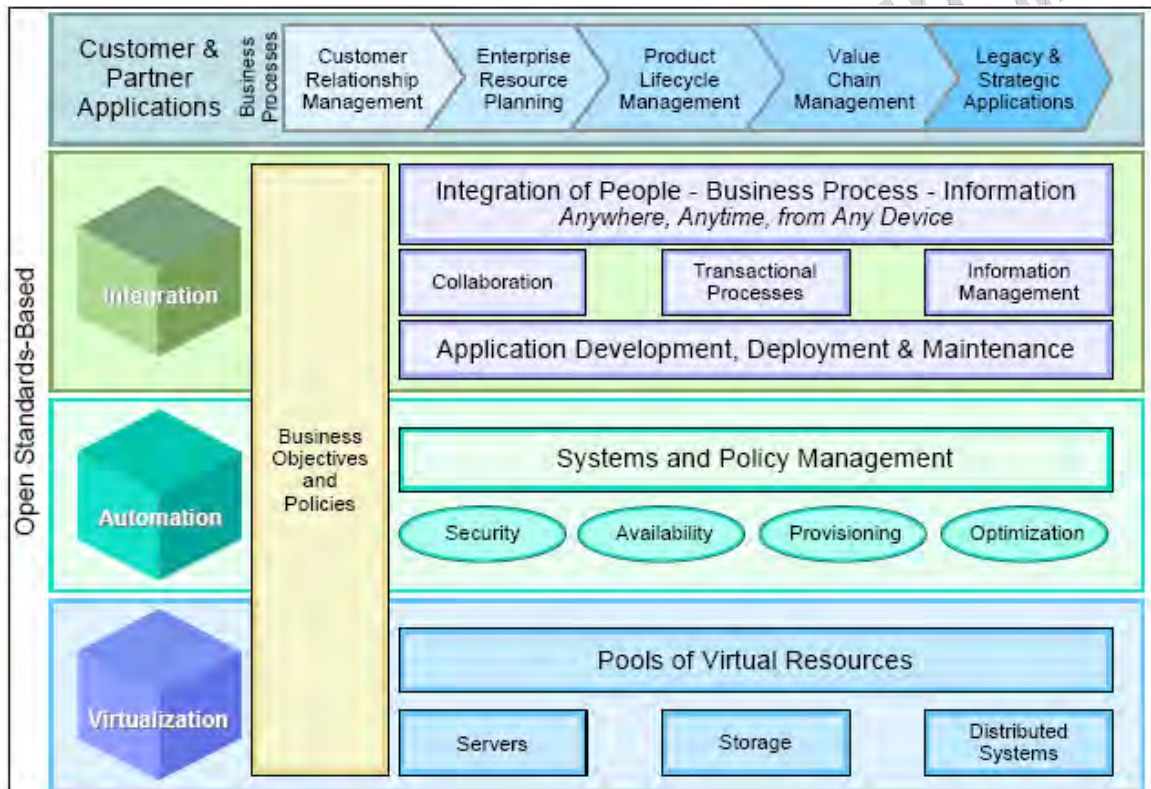 Customer &
Partner
Applications
Business
Processes
Customer
Relationship
Management
Enterprise
Resource
Planning
Product
Lifecycle
Management
Value
Chain
Management
Legacy &
Strategic
Applications
Open Standards-Based
Integration
Business
Objectives
and
Policies
Integration of People - Business Process - Information
Anywhere, Anytime, from Any Device
Collaboration
Transactional
Processes
Information
Management
Application Development, Deployment & Maintenance
Automation
Systems and Policy Management
Security
Availability
Provisioning
Optimization
Virtualization
Pools of Virtual Resources
Servers
Storage
Distributed
Systems